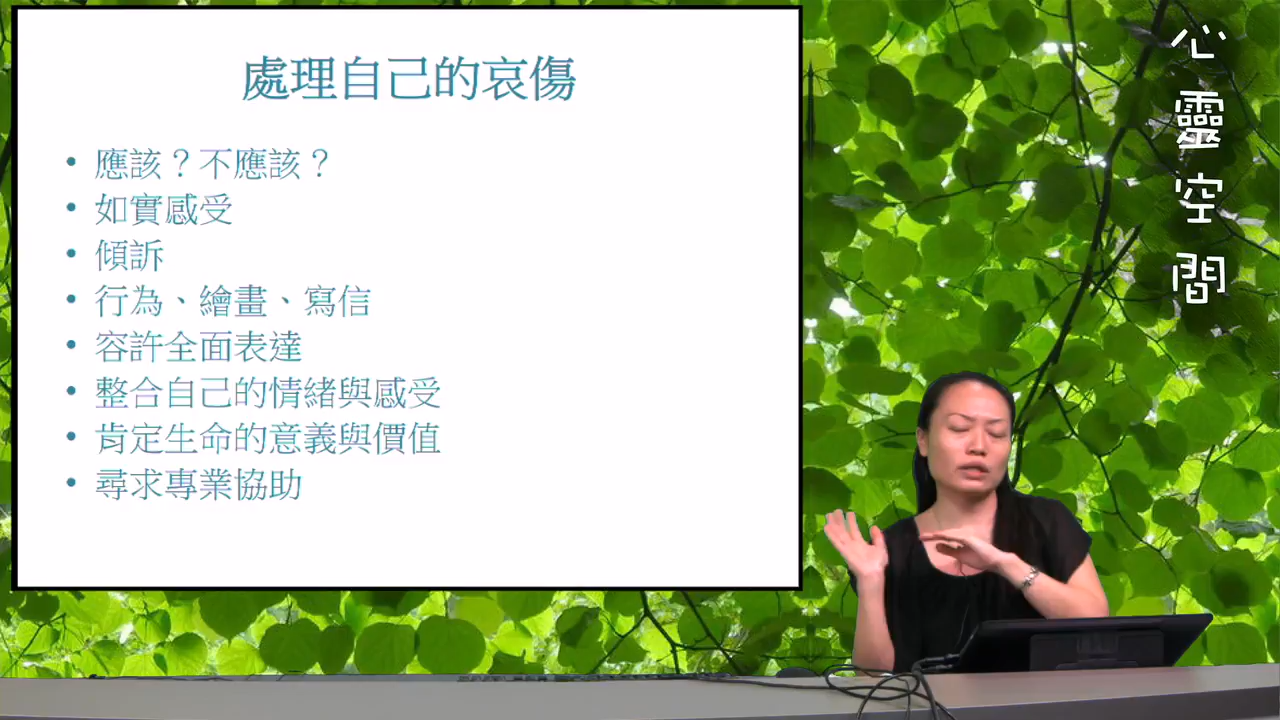 處理自己的哀傷
• 應該？不應該？
• 如實感受
• 傾訴
• 行為、繪畫、寫信
• 容許全面表達
• 整合自己的情緒與感受
• 肯定生命的意義與價值
• 尋求專業協助
心靈空間